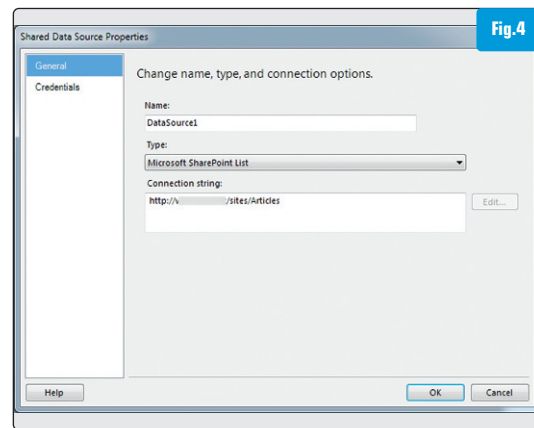 Fig.4
Shared Data Source Properties
General
Credentials
Change name, type, and connection options.
Name:
DataSource1
Type:
Microsoft SharePoint List
Connection string:
http:// /sites/Articles
Edit...
Help
OK
Cancel